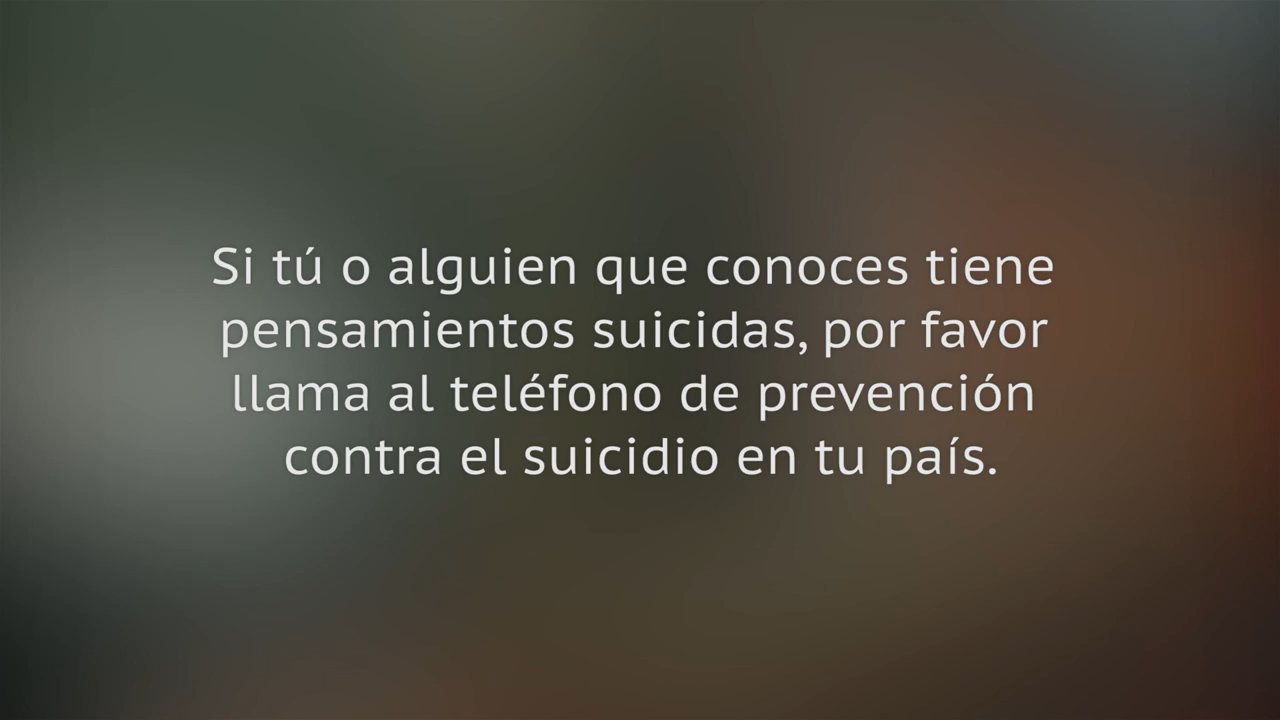 Si tú o alguien que conoces tiene
pensamientos suicidas, por favor
llama al teléfono de prevención
contra el suicidio en tu país.